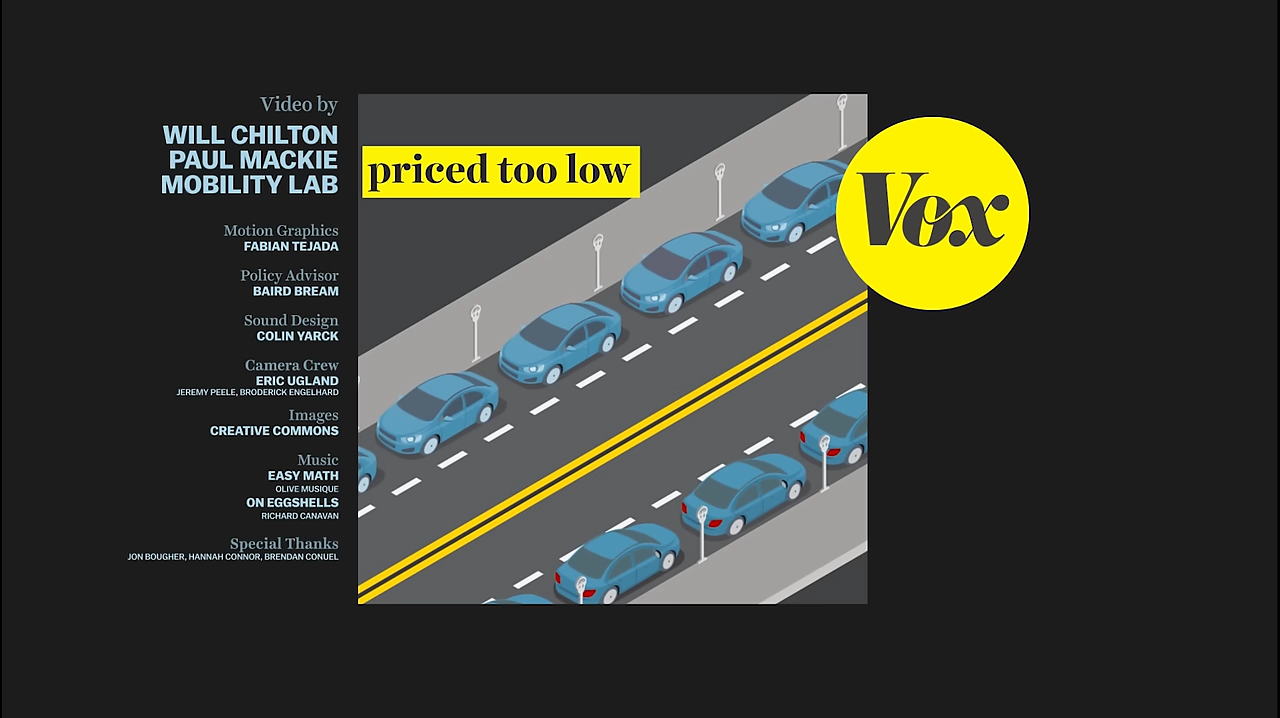 Video by
WILL CHILTON
PAUL MACKIE
MOBILITY LAB
Motion Graphics
FABIAN TEJADA
Policy Advisor
BAIRD BREAM
Sound Design
COLIN YARCK
Camera Crew
ERIC UGLAND
JEREMY PEELE, BRODERICK ENGELHARD
Images
CREATIVE COMMONS
Music
EASY MATH
OLIVE MUSIQUE
ON EGGSHELLS
RICHARD CANAVAN
Special Thanks
JON BOUGHER, HANNAH CONNOR, BRENDAN CONUEL
priced too low
Vox